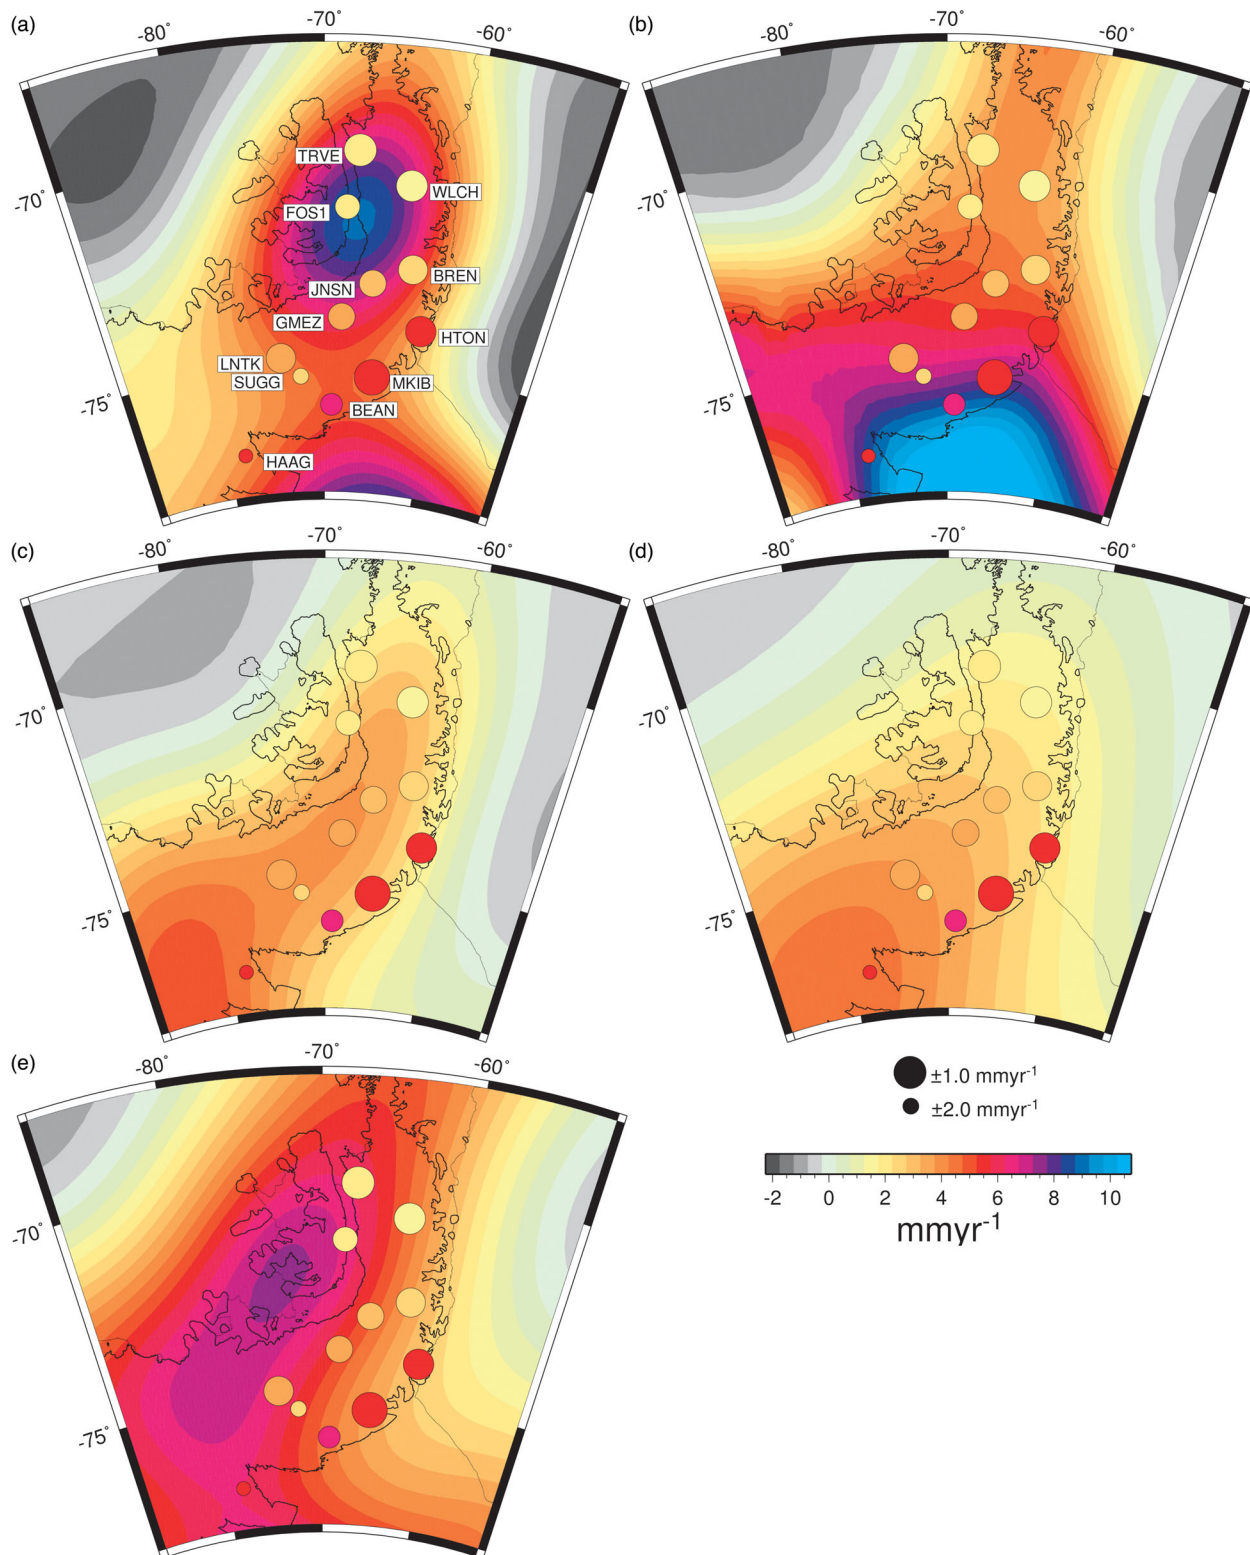 (a)
-80°
-70°
-60°
-70°
-75°
TRVE
WLCH
FOS1
BREN
JNSN
GMEZ
HTON
LNTK
SUGG
MKIB
BEAN
HAAG
(b)
-80°
-70°
-60°
-70°
-75°
(c)
-80°
-70°
-60°
-70°
-75°
(d)
-80°
-70°
-60°
-70°
-75°
(e)
-80°
-70°
-60°
-70°
-75°
±1.0 mmyr⁻¹
±2.0 mmyr⁻¹
-2 0 2 4 6 8 10
mmyr⁻¹